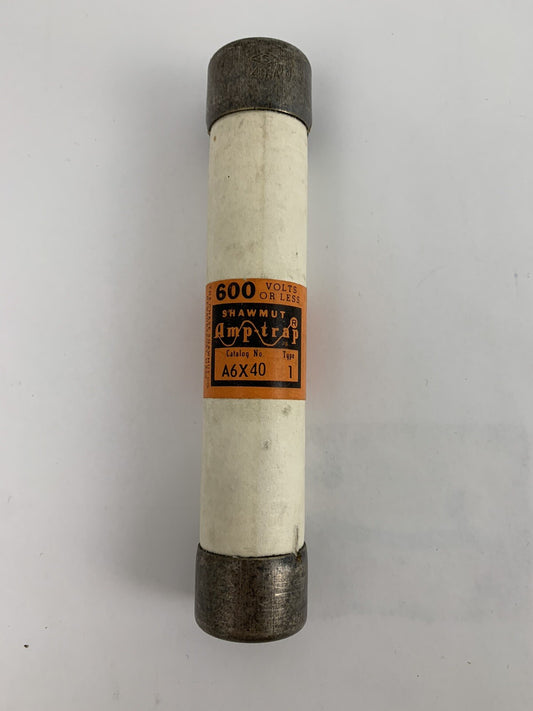 600 VOLTS
OR LESS
SHAWMUT
Amp-trap®
Catalog No. Type
A6X40 1